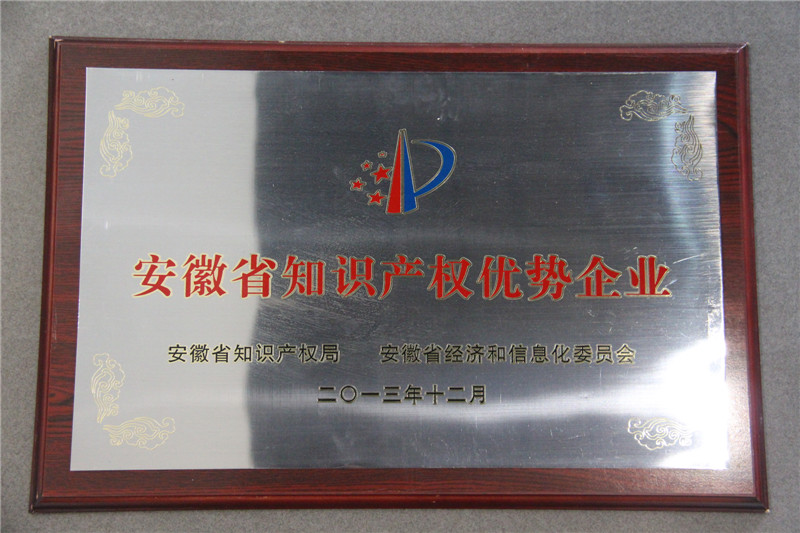 安徽省知识产权优势企业
安徽省知识产权局 安徽省经济和信息化委员会
二〇一三年十二月